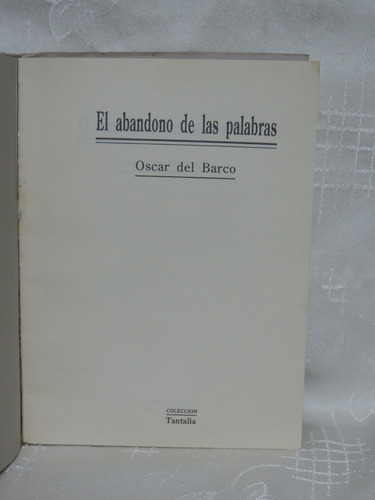 El abandono de las palabras
Oscar del Barco
COLECCION
Tantalia